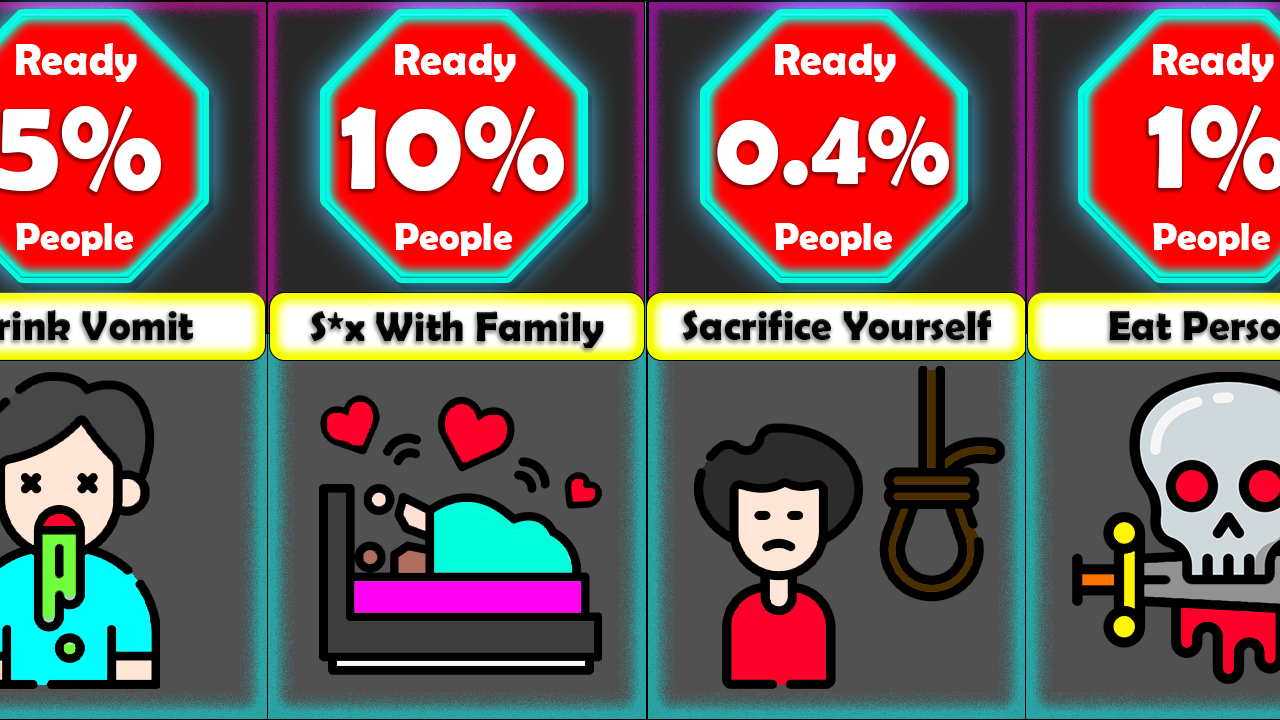 Ready
5%
People
rink Vomit
Ready
10%
People
S*x With Family
Ready
0.4%
People
Sacrifice Yourself
Ready
1%
People
Eat Perso